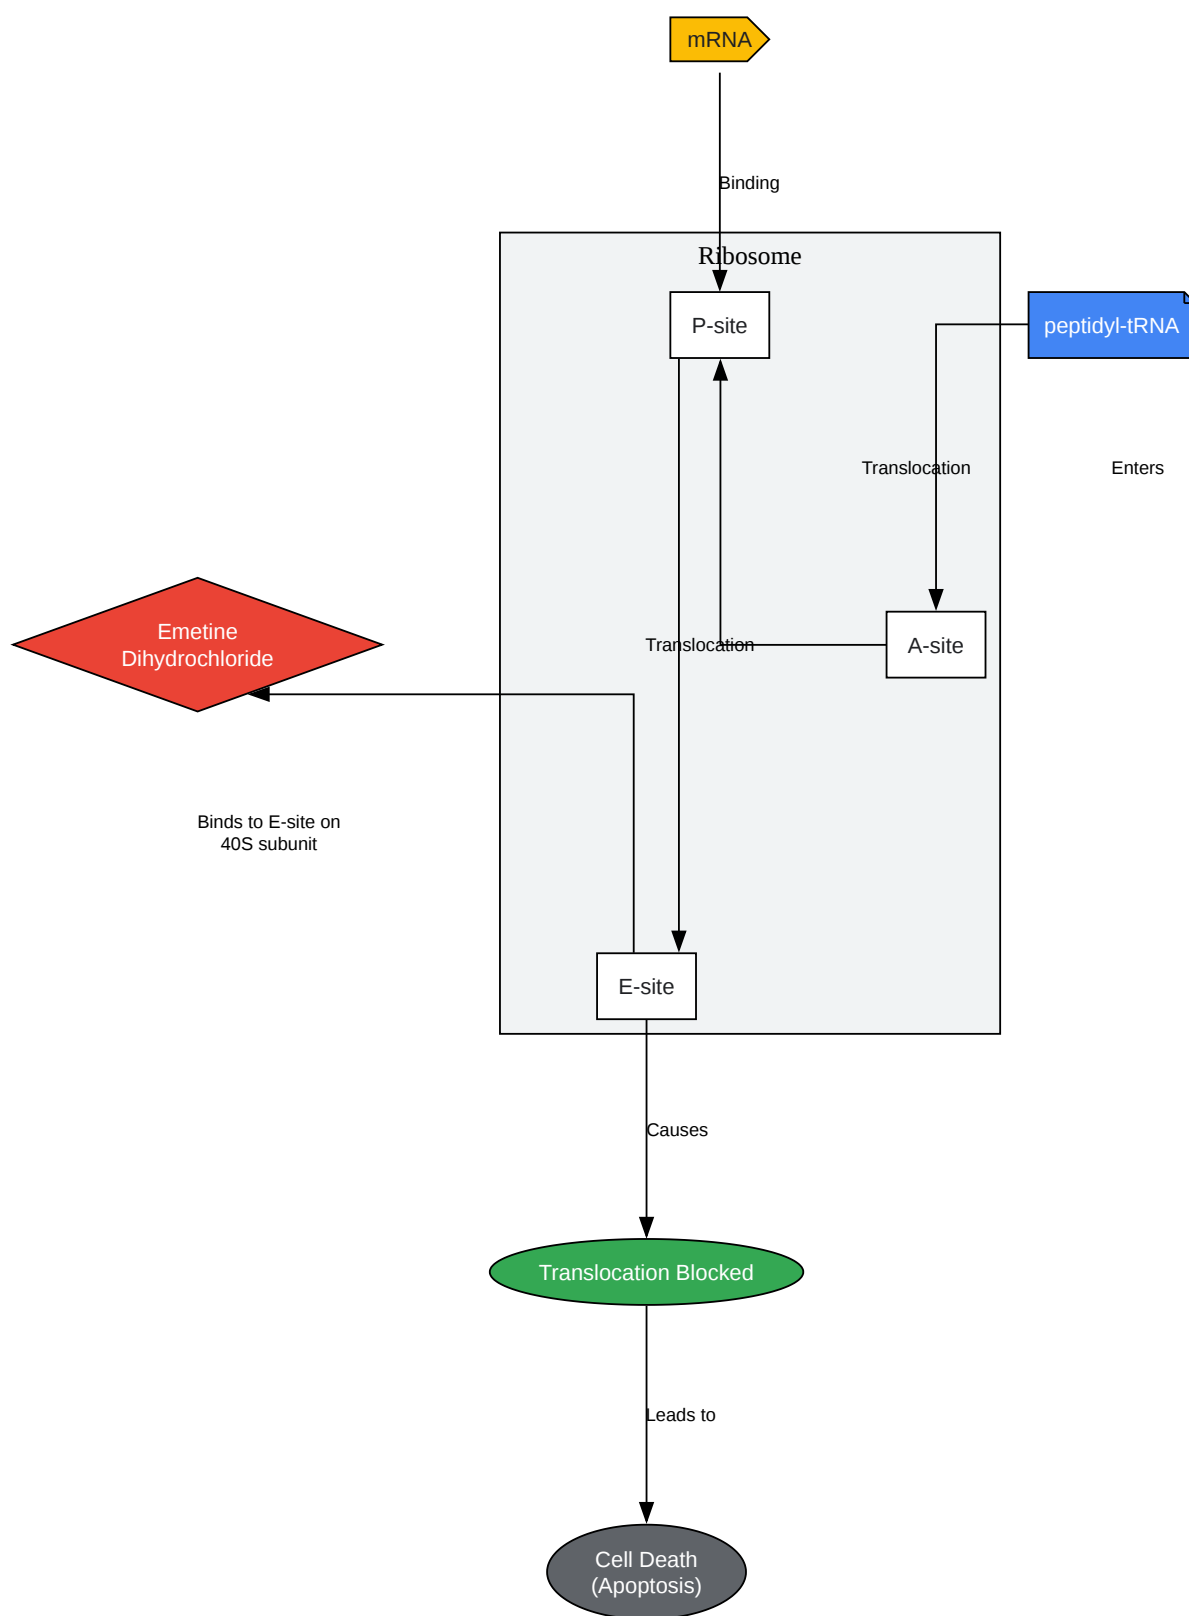 mRNA
Binding
Ribosome
P-site
peptidyl-tRNA
Translocation
Enters
Emetine
Dihydrochloride
Translocation
A-site
Binds to E-site on
40S subunit
E-site
Causes
Translocation Blocked
Leads to
Cell Death
(Apoptosis)